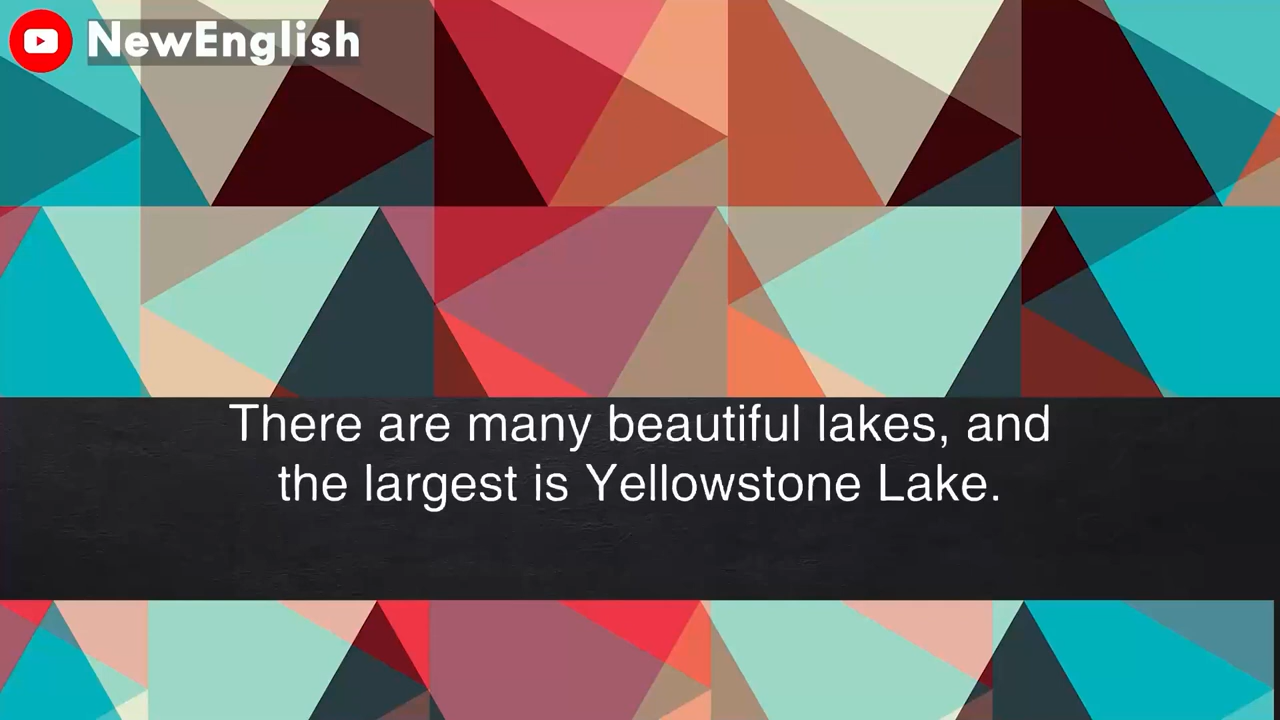 NewEnglish
There are many beautiful lakes, and
the largest is Yellowstone Lake.